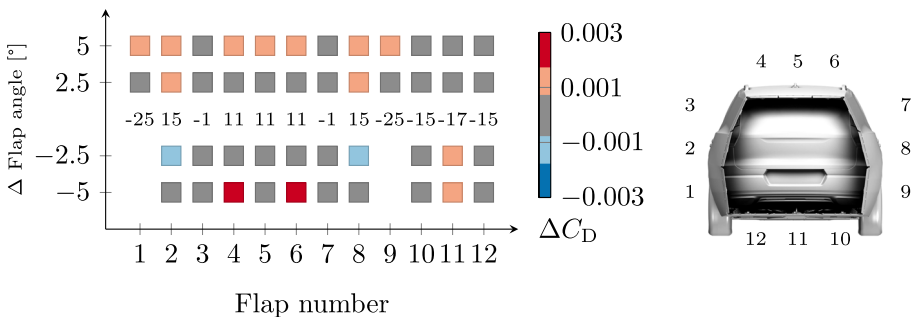 Δ Flap angle [°]
5
2.5
-25 15 -1 11 11 11 -1 15 -25 -15 -17 -15
−2.5
−5
1 2 3 4 5 6 7 8 9 10 11 12
Flap number
0.003
0.001
−0.001
−0.003
ΔC_D
4 5 6
3 7
2 8
1 9
12 11 10